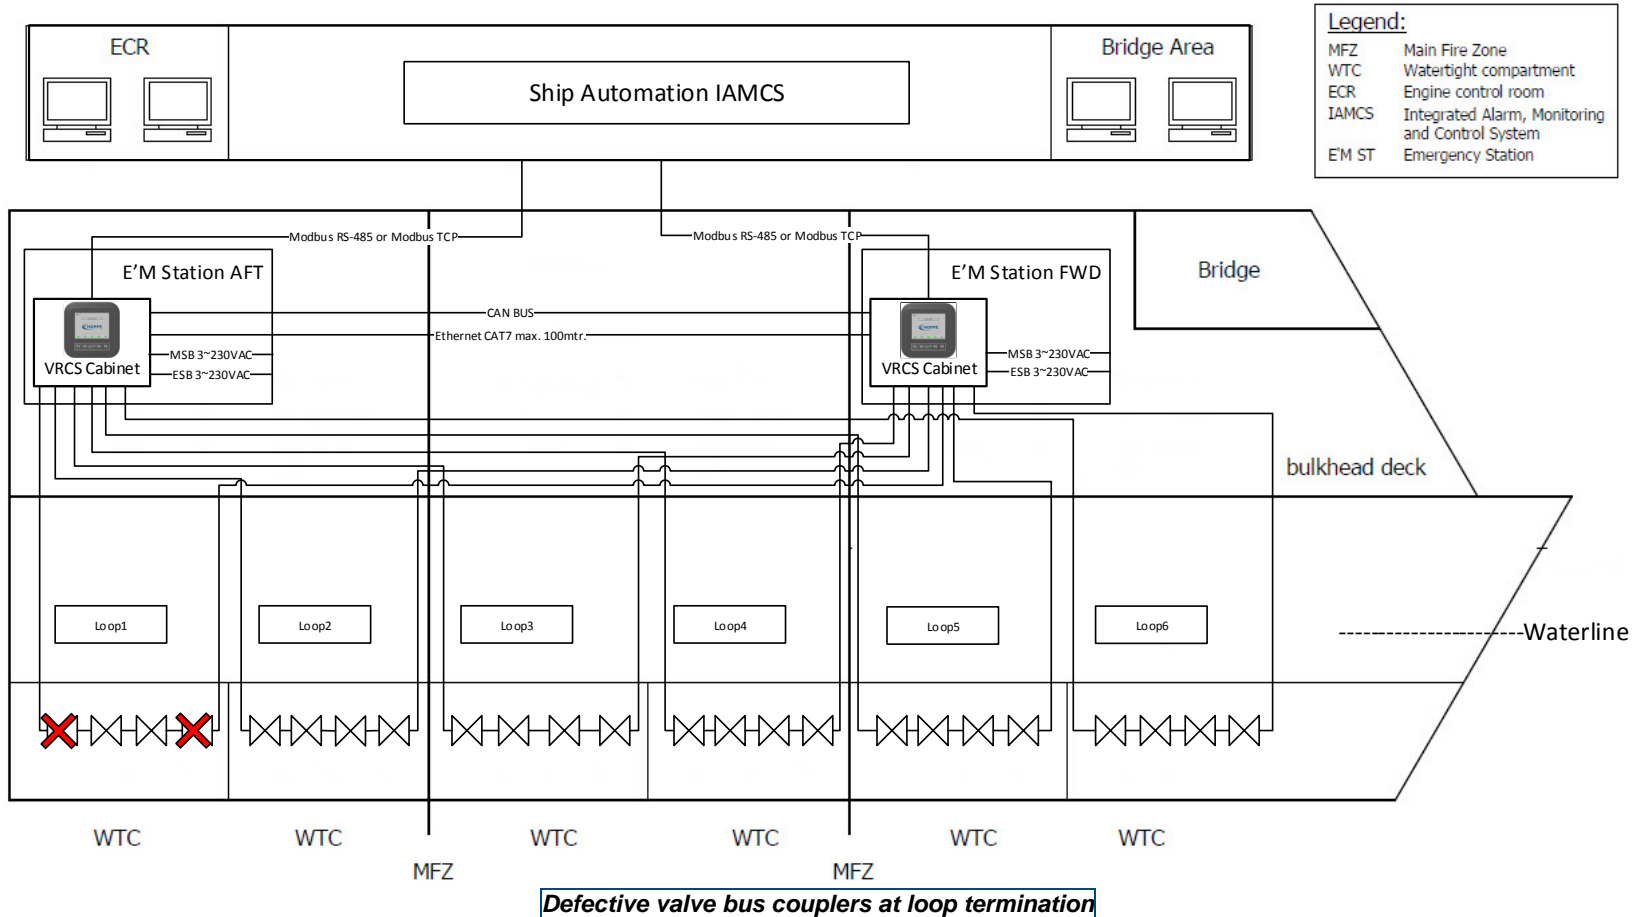 ECR
Ship Automation IAMCS
Bridge Area
Legend:
MFZ Main Fire Zone
WTC Watertight compartment
ECR Engine control room
IAMCS Integrated Alarm, Monitoring
and Control System
E'M ST Emergency Station
Modbus RS-485 or Modbus TCP
Modbus RS-485 or Modbus TCP
E'M Station AFT
E'M Station FWD
Bridge
HOPPE
HOPPE
CAN BUS
Ethernet CAT7 max. 100mtr.
MSB 3~230VAC
ESB 3~230VAC
VRCS Cabinet
MSB 3~230VAC
ESB 3~230VAC
VRCS Cabinet
bulkhead deck
Loop1
Loop2
Loop3
Loop4
Loop5
Loop6
Waterline
WTC
WTC
WTC
WTC
WTC
WTC
MFZ
MFZ
Defective valve bus couplers at loop termination